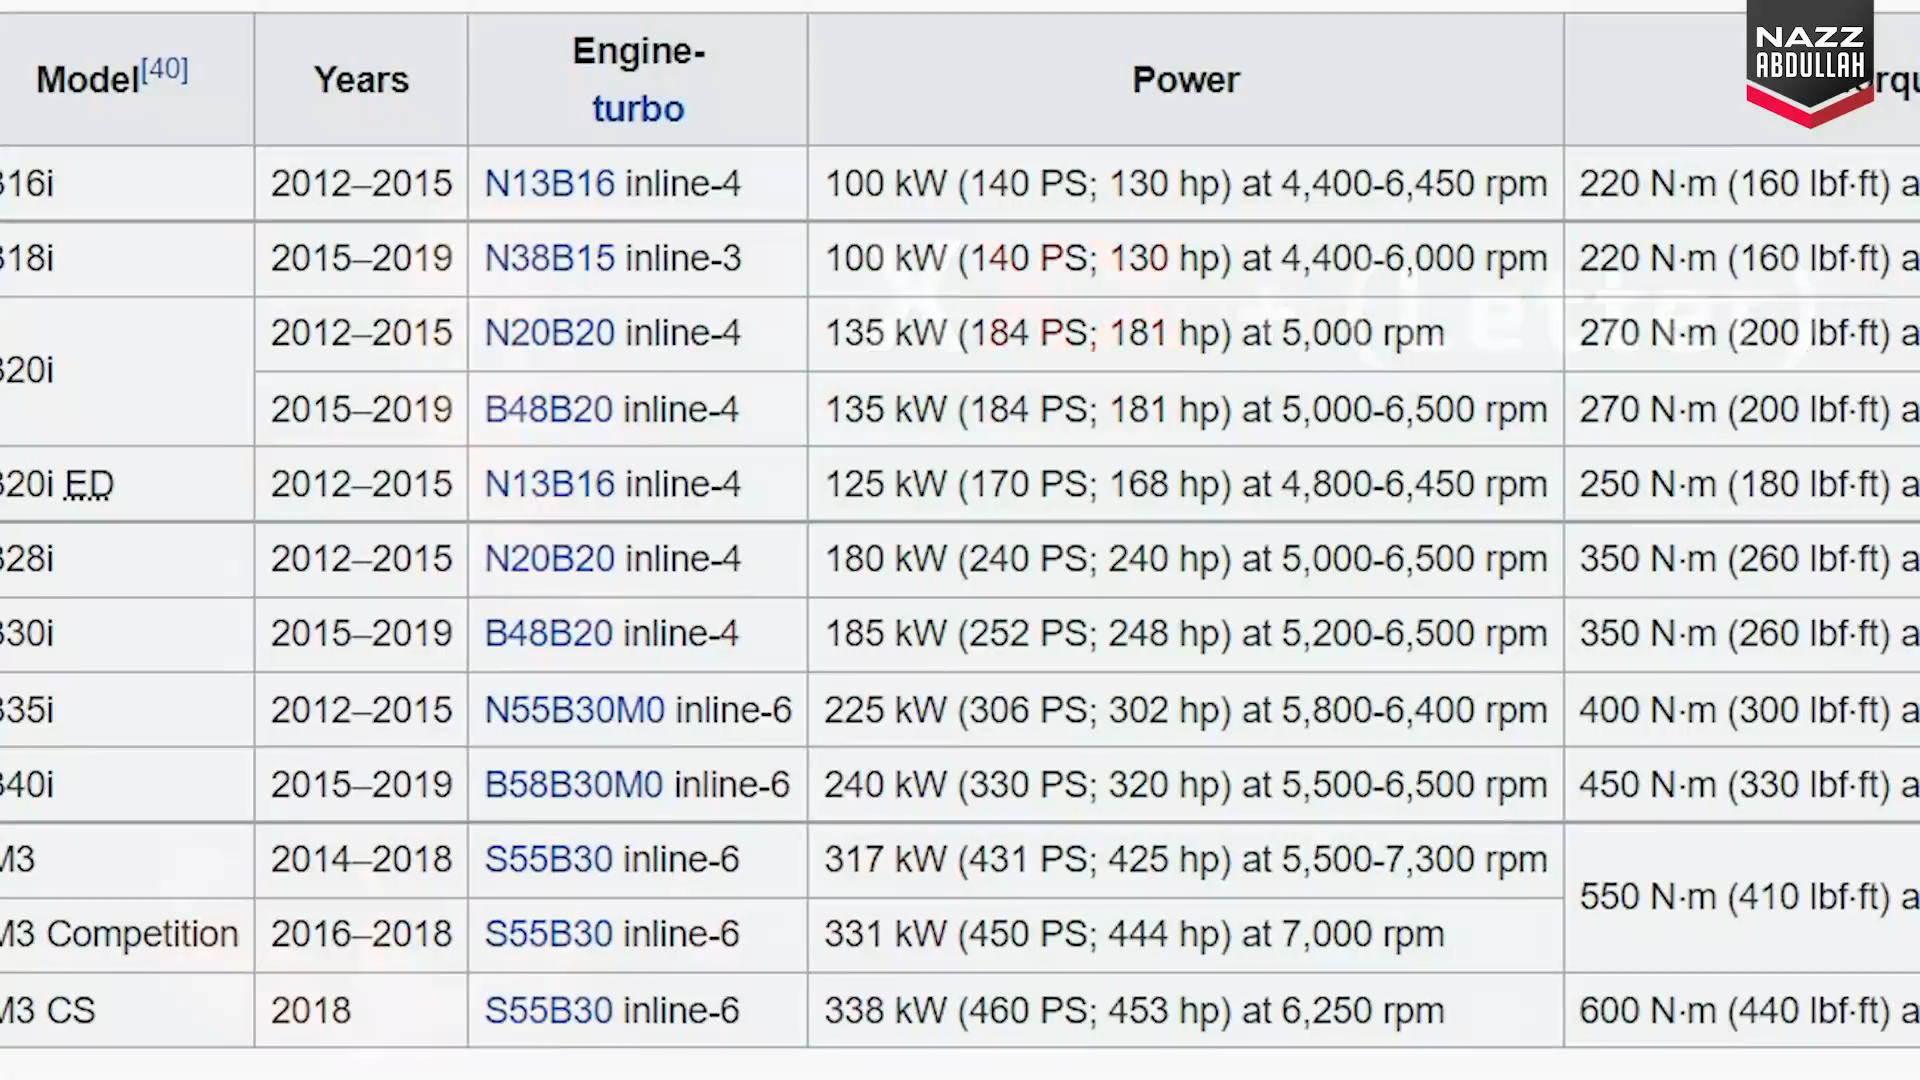 NAZZ
ABDULLAH
Model[40] Years Engine-turbo Power
16i 2012–2015 N13B16 inline-4 100 kW (140 PS; 130 hp) at 4,400-6,450 rpm 220 N·m (160 lbf·ft) a
18i 2015–2019 N38B15 inline-3 100 kW (140 PS; 130 hp) at 4,400-6,000 rpm 220 N·m (160 lbf·ft) a
20i 2012–2015 N20B20 inline-4 135 kW (184 PS; 181 hp) at 5,000 rpm 270 N·m (200 lbf·ft) a
2015–2019 B48B20 inline-4 135 kW (184 PS; 181 hp) at 5,000-6,500 rpm 270 N·m (200 lbf·ft) a
20i ED 2012–2015 N13B16 inline-4 125 kW (170 PS; 168 hp) at 4,800-6,450 rpm 250 N·m (180 lbf·ft) a
28i 2012–2015 N20B20 inline-4 180 kW (240 PS; 240 hp) at 5,000-6,500 rpm 350 N·m (260 lbf·ft) a
30i 2015–2019 B48B20 inline-4 185 kW (252 PS; 248 hp) at 5,200-6,500 rpm 350 N·m (260 lbf·ft) a
35i 2012–2015 N55B30M0 inline-6 225 kW (306 PS; 302 hp) at 5,800-6,400 rpm 400 N·m (300 lbf·ft) a
40i 2015–2019 B58B30M0 inline-6 240 kW (330 PS; 320 hp) at 5,500-6,500 rpm 450 N·m (330 lbf·ft) a
M3 2014–2018 S55B30 inline-6 317 kW (431 PS; 425 hp) at 5,500-7,300 rpm 550 N·m (410 lbf·ft) a
M3 Competition 2016–2018 S55B30 inline-6 331 kW (450 PS; 444 hp) at 7,000 rpm
M3 CS 2018 S55B30 inline-6 338 kW (460 PS; 453 hp) at 6,250 rpm 600 N·m (440 lbf·ft) a